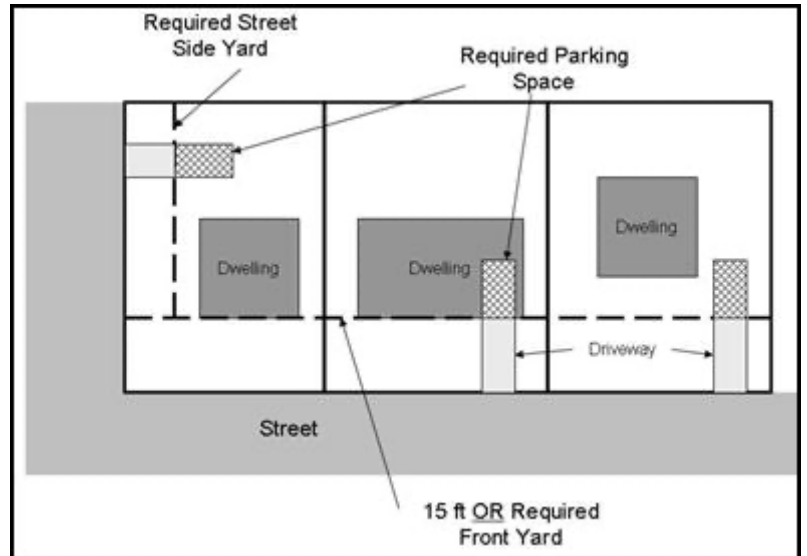 Required Street
Side Yard
Required Parking
Space
Dwelling
Dwelling
Dwelling
Driveway
Street
15 ft OR Required
Front Yard